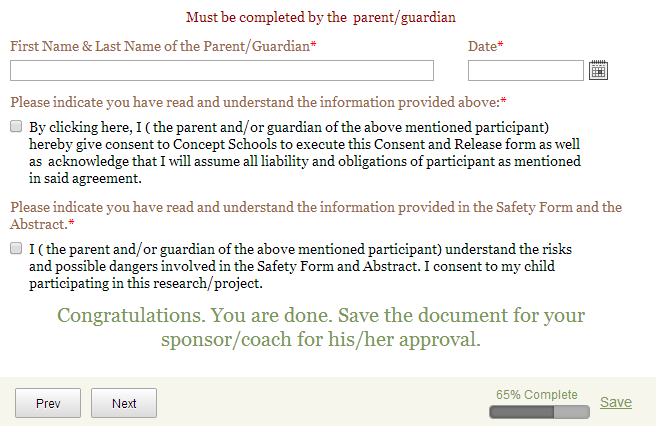 Must be completed by the parent/guardian
First Name & Last Name of the Parent/Guardian* Date*
Please indicate you have read and understand the information provided above:*
By clicking here, I ( the parent and/or guardian of the above mentioned participant)
hereby give consent to Concept Schools to execute this Consent and Release form as well
as acknowledge that I will assume all liability and obligations of participant as mentioned
in said agreement.
Please indicate you have read and understand the information provided in the Safety Form and the
Abstract.*
I ( the parent and/or guardian of the above mentioned participant) understand the risks
and possible dangers involved in the Safety Form and Abstract. I consent to my child
participating in this research/project.
Congratulations. You are done. Save the document for your
sponsor/coach for his/her approval.
Prev Next 65% Complete Save